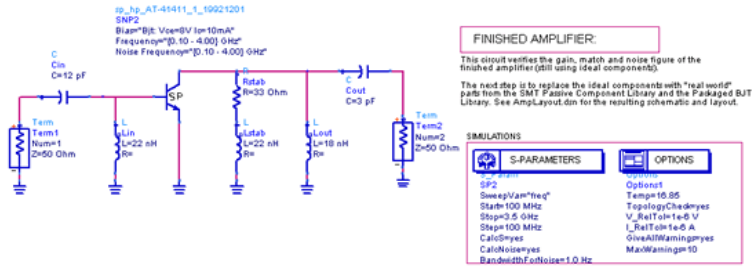 sp_hp_AT-41411_1_19921201
SNP2
Bias="Bjt: Vce=8V Ic=10mA"
Frequency="[0.10 - 4.00] GHz"
Noise Frequency="[0.10 - 4.00] GHz"
C
Cin
C=12 pF
SP
R
Rstab
R=33 Ohm
C
Cout
C=3 pF
Term
Term1
Num=1
Z=50 Ohm
L
Lin
L=22 nH
R=
L
Lstab
L=22 nH
R=
L
Lout
L=18 nH
R=
Term
Term2
Num=2
Z=50 Ohm
FINISHED AMPLIFIER:
This circuit verifies the gain, match and noise figure of the
finished amplifier (still using ideal components).
The next step is to replace the ideal components with "real world"
parts from the SMT Passive Component Library and the Packaged BJT
Library. See AmpLayout.dsn for the resulting schematic and layout.
SIMULATIONS
S-PARAMETERS
S_Param
SP2
SweepVar="freq"
Start=100 MHz
Stop=3.5 GHz
Step=100 MHz
CalcS=yes
CalcNoise=yes
BandwidthForNoise=1.0 Hz
OPTIONS
Options
Options1
Temp=16.85
TopologyCheck=yes
V_RelTol=1e-6 V
I_RelTol=1e-6 A
GiveAllWarnings=yes
MaxWarnings=10